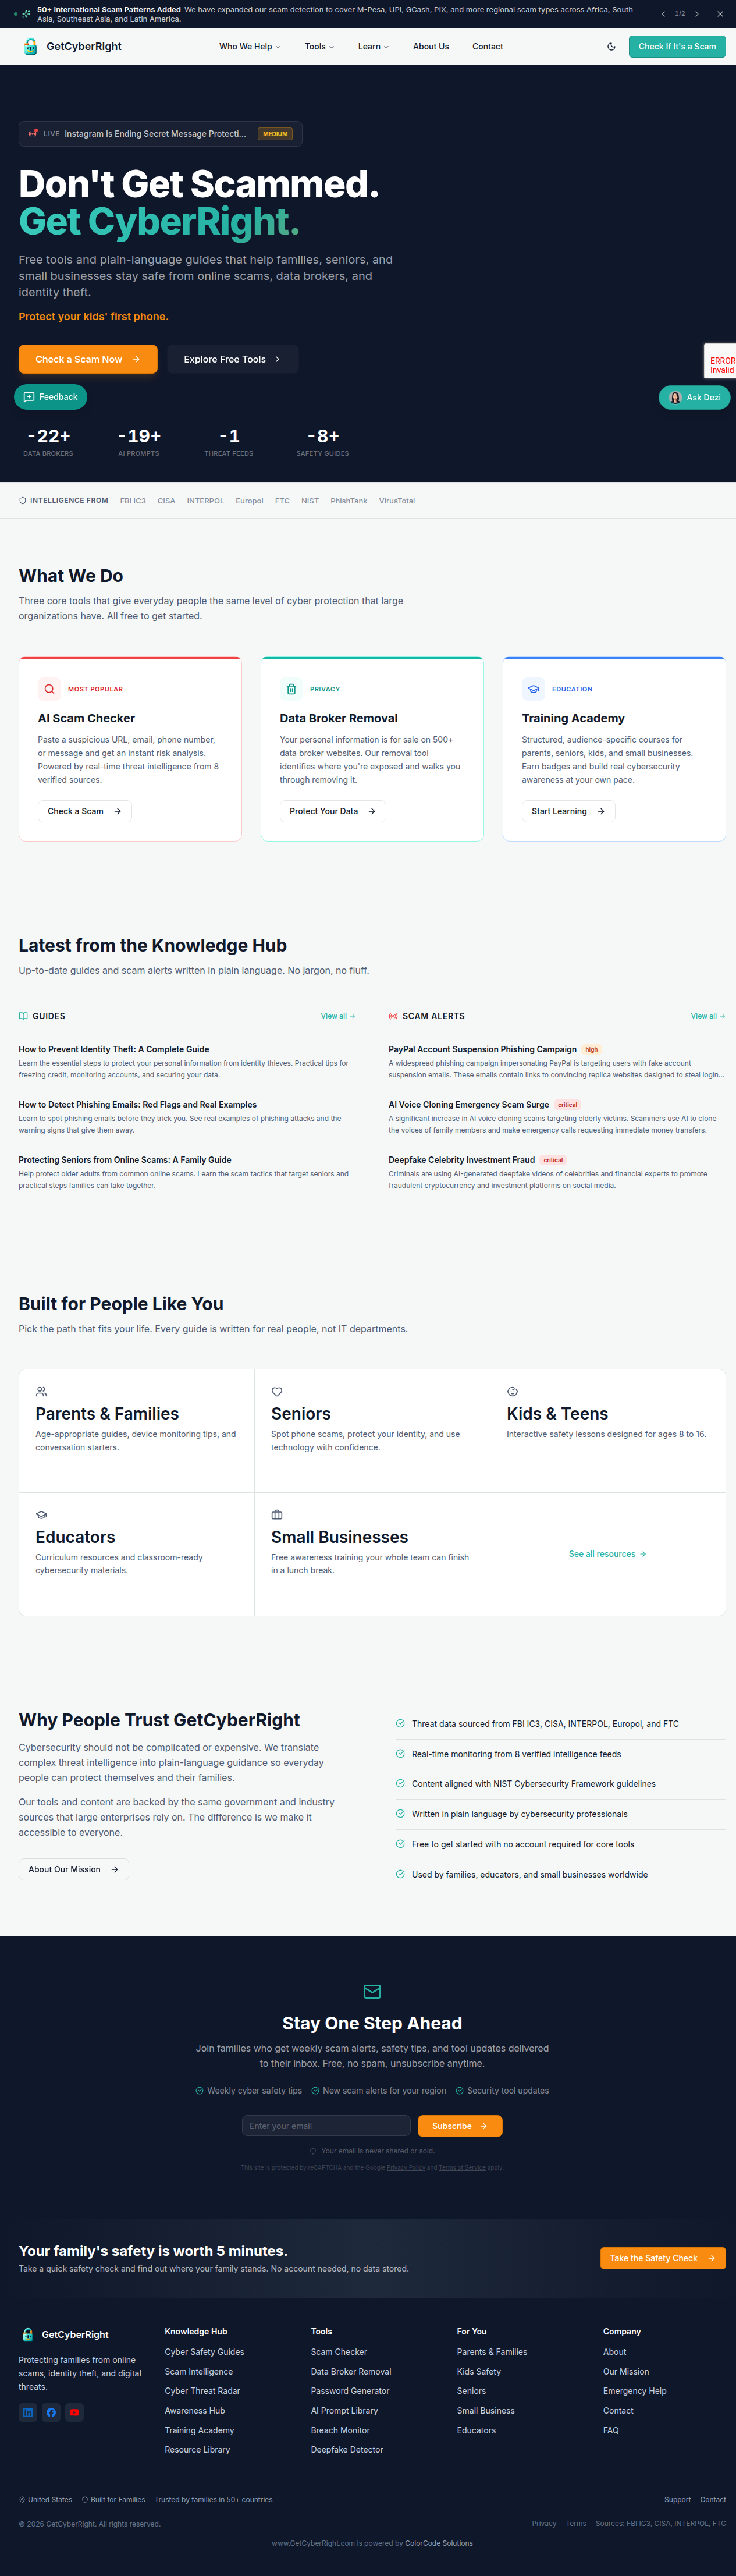 50+ International Scam Patterns Added We have expanded our scam detection to cover M-Pesa, UPI, GCash, PIX, and more regional scam types across Africa, South
Asia, Southeast Asia, and Latin America.
1/2
GetCyberRight
Who We Help
Tools
Learn
About Us
Contact
Check If It's a Scam
LIVE Instagram Is Ending Secret Message Protecti... MEDIUM
Don't Get Scammed.
Get CyberRight.
Free tools and plain-language guides that help families, seniors, and
small businesses stay safe from online scams, data brokers, and
identity theft.
Protect your kids' first phone.
Check a Scam Now
Explore Free Tools
ERROR
Invalid
Feedback
Ask Dezi
-22+
DATA BROKERS
-19+
AI PROMPTS
-1
THREAT FEEDS
-8+
SAFETY GUIDES
INTELLIGENCE FROM FBI IC3 CISA INTERPOL Europol FTC NIST PhishTank VirusTotal
What We Do
Three core tools that give everyday people the same level of cyber protection that large
organizations have. All free to get started.
MOST POPULAR
AI Scam Checker
Paste a suspicious URL, email, phone number,
or message and get an instant risk analysis.
Powered by real-time threat intelligence from 8
verified sources.
Check a Scam
PRIVACY
Data Broker Removal
Your personal information is for sale on 500+
data broker websites. Our removal tool
identifies where you're exposed and walks you
through removing it.
Protect Your Data
EDUCATION
Training Academy
Structured, audience-specific courses for
parents, seniors, kids, and small businesses.
Earn badges and build real cybersecurity
awareness at your own pace.
Start Learning
Latest from the Knowledge Hub
Up-to-date guides and scam alerts written in plain language. No jargon, no fluff.
GUIDES
View all
How to Prevent Identity Theft: A Complete Guide
Learn the essential steps to protect your personal information from identity thieves. Practical tips for
freezing credit, monitoring accounts, and securing your data.
How to Detect Phishing Emails: Red Flags and Real Examples
Learn to spot phishing emails before they trick you. See real examples of phishing attacks and the
warning signs that give them away.
Protecting Seniors from Online Scams: A Family Guide
Help protect older adults from common online scams. Learn the scam tactics that target seniors and
practical steps families can take together.
SCAM ALERTS
View all
PayPal Account Suspension Phishing Campaign high
A widespread phishing campaign impersonating PayPal is targeting users with fake account
suspension emails. These emails contain links to convincing replica websites designed to steal login...
AI Voice Cloning Emergency Scam Surge critical
A significant increase in AI voice cloning scams targeting elderly victims. Scammers use AI to clone
the voices of family members and make emergency calls requesting immediate money transfers.
Deepfake Celebrity Investment Fraud critical
Criminals are using AI-generated deepfake videos of celebrities and financial experts to promote
fraudulent cryptocurrency and investment platforms on social media.
Built for People Like You
Pick the path that fits your life. Every guide is written for real people, not IT departments.
Parents & Families
Age-appropriate guides, device monitoring tips, and
conversation starters.
Seniors
Spot phone scams, protect your identity, and use
technology with confidence.
Kids & Teens
Interactive safety lessons designed for ages 8 to 16.
Educators
Curriculum resources and classroom-ready
cybersecurity materials.
Small Businesses
Free awareness training your whole team can finish
in a lunch break.
See all resources
Why People Trust GetCyberRight
Cybersecurity should not be complicated or expensive. We translate
complex threat intelligence into plain-language guidance so everyday
people can protect themselves and their families.
Our tools and content are backed by the same government and industry
sources that large enterprises rely on. The difference is we make it
accessible to everyone.
About Our Mission
Threat data sourced from FBI IC3, CISA, INTERPOL, Europol, and FTC
Real-time monitoring from 8 verified intelligence feeds
Content aligned with NIST Cybersecurity Framework guidelines
Written in plain language by cybersecurity professionals
Free to get started with no account required for core tools
Used by families, educators, and small businesses worldwide
Stay One Step Ahead
Join families who get weekly scam alerts, safety tips, and tool updates delivered
to their inbox. Free, no spam, unsubscribe anytime.
Weekly cyber safety tips
New scam alerts for your region
Security tool updates
Enter your email
Subscribe
Your email is never shared or sold.
This site is protected by reCAPTCHA and the Google Privacy Policy and Terms of Service apply.
Your family's safety is worth 5 minutes.
Take a quick safety check and find out where your family stands. No account needed, no data stored.
Take the Safety Check
GetCyberRight
Protecting families from online
scams, identity theft, and digital
threats.
Knowledge Hub
Cyber Safety Guides
Scam Intelligence
Cyber Threat Radar
Awareness Hub
Training Academy
Resource Library
Tools
Scam Checker
Data Broker Removal
Password Generator
AI Prompt Library
Breach Monitor
Deepfake Detector
For You
Parents & Families
Kids Safety
Seniors
Small Business
Educators
Company
About
Our Mission
Emergency Help
Contact
FAQ
United States
Built for Families
Trusted by families in 50+ countries
Support
Contact
© 2026 GetCyberRight. All rights reserved.
Privacy
Terms
Sources: FBI IC3, CISA, INTERPOL, FTC
www.GetCyberRight.com is powered by ColorCode Solutions